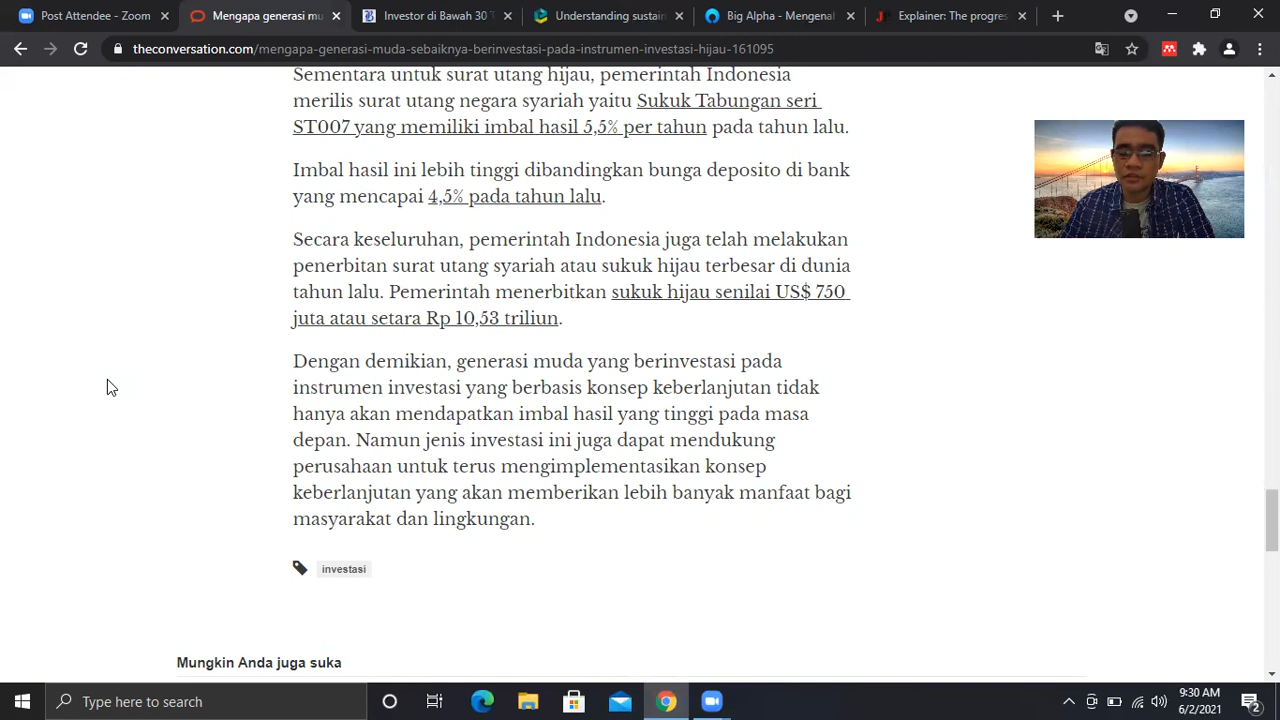 Post Attendee - Zoom
Mengapa generasi mu
Investor di Bawah 30
Understanding sustain
Big Alpha - Mengenal
Explainer: The progres
theconversation.com/mengapa-generasi-muda-sebaiknya-berinvestasi-pada-instrumen-investasi-hijau-161095
Sementara untuk surat utang hijau, pemerintah Indonesia
merilis surat utang negara syariah yaitu Sukuk Tabungan seri
ST007 yang memiliki imbal hasil 5,5% per tahun pada tahun lalu.
Imbal hasil ini lebih tinggi dibandingkan bunga deposito di bank
yang mencapai 4,5% pada tahun lalu.
Secara keseluruhan, pemerintah Indonesia juga telah melakukan
penerbitan surat utang syariah atau sukuk hijau terbesar di dunia
tahun lalu. Pemerintah menerbitkan sukuk hijau senilai US$ 750
juta atau setara Rp 10,53 triliun.
Dengan demikian, generasi muda yang berinvestasi pada
instrumen investasi yang berbasis konsep keberlanjutan tidak
hanya akan mendapatkan imbal hasil yang tinggi pada masa
depan. Namun jenis investasi ini juga dapat mendukung
perusahaan untuk terus mengimplementasikan konsep
keberlanjutan yang akan memberikan lebih banyak manfaat bagi
masyarakat dan lingkungan.
investasi
Mungkin Anda juga suka
Type here to search
9:30 AM
6/2/2021
2